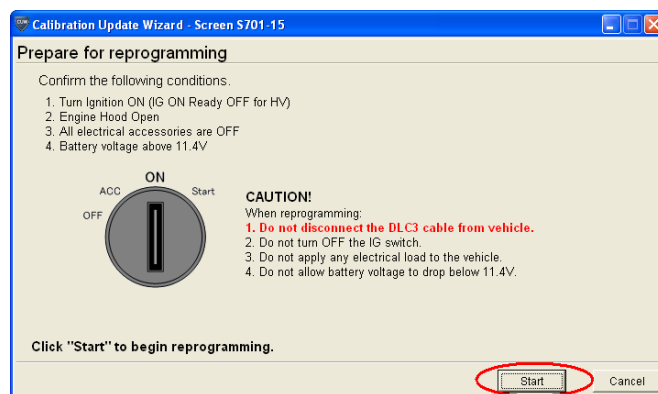 CUW
Calibration Update Wizard - Screen S701-15
Prepare for reprogramming
Confirm the following conditions.
1. Turn Ignition ON (IG ON Ready OFF for HV)
2. Engine Hood Open
3. All electrical accessories are OFF
4. Battery voltage above 11.4V
ON
ACC
Start
OFF
CAUTION!
When reprogramming:
1. Do not disconnect the DLC3 cable from vehicle.
2. Do not turn OFF the IG switch.
3. Do not apply any electrical load to the vehicle.
4. Do not allow battery voltage to drop below 11.4V.
Click "Start" to begin reprogramming.
Start
Cancel